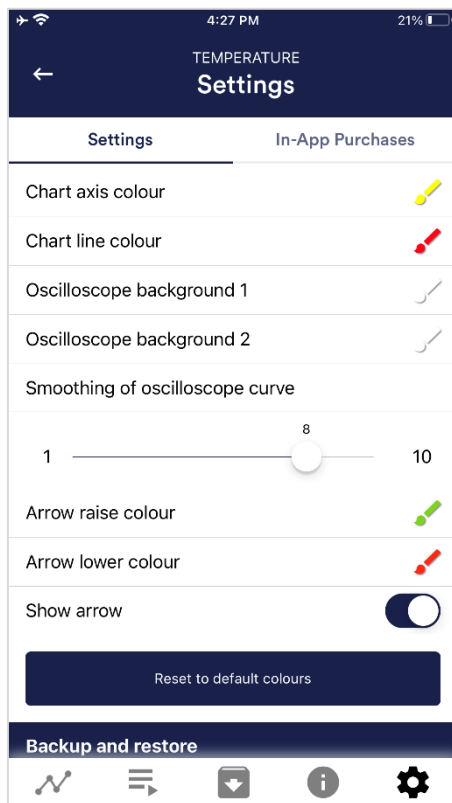 4:27 PM
21%
TEMPERATURE
Settings
Settings
In-App Purchases
Chart axis colour
Chart line colour
Oscilloscope background 1
Oscilloscope background 2
Smoothing of oscilloscope curve
8
1
10
Arrow raise colour
Arrow lower colour
Show arrow
Reset to default colours
Backup and restore